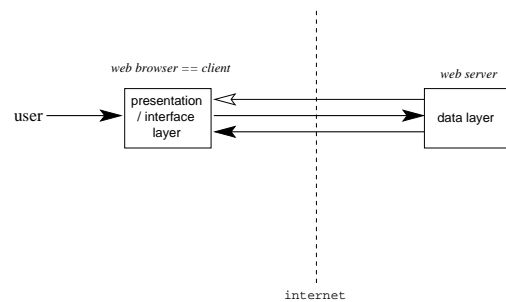 web browser == client
web server
user
presentation
/ interface
layer
data layer
internet